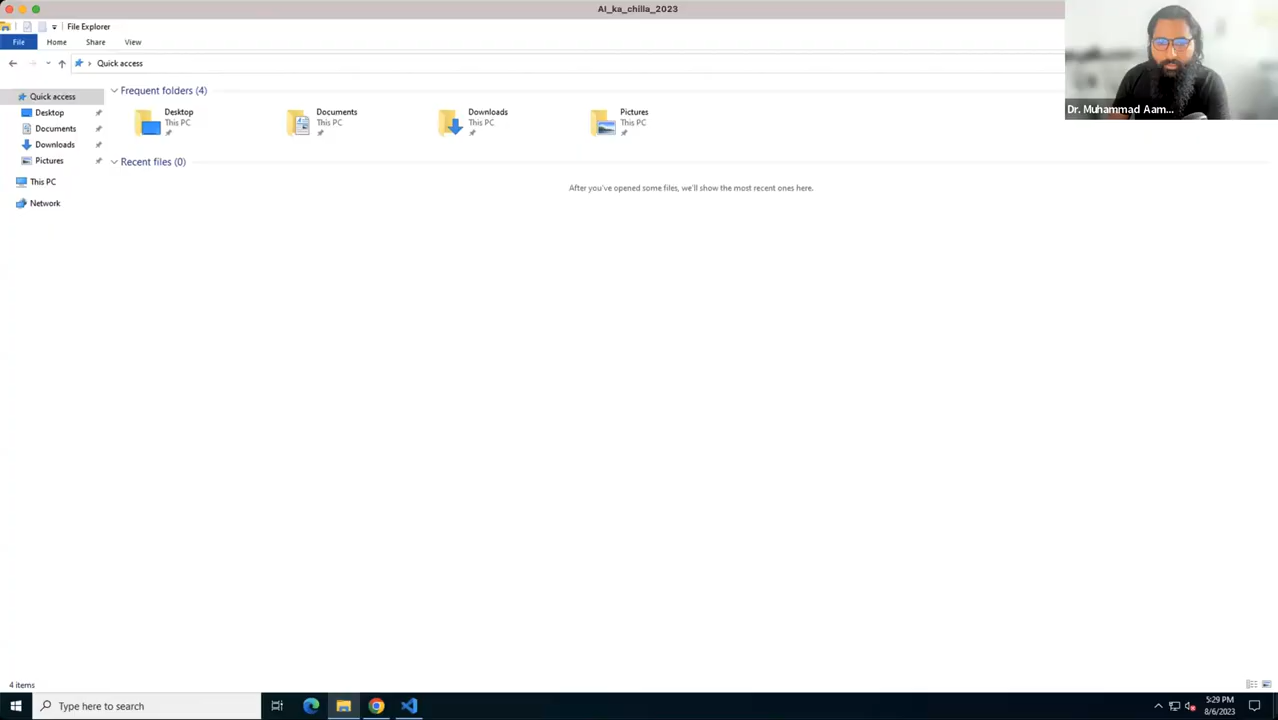 AI_ka_chilla_2023
File Explorer
File Home Share View
Quick access
Quick access
Desktop
Documents
Downloads
Pictures
This PC
Network
Frequent folders (4)
Desktop
This PC
Documents
This PC
Downloads
This PC
Pictures
This PC
Recent files (0)
After you've opened some files, we'll show the most recent ones here.
Dr. Muhammad Aam...
4 items
Type here to search
5:29 PM
8/6/2023